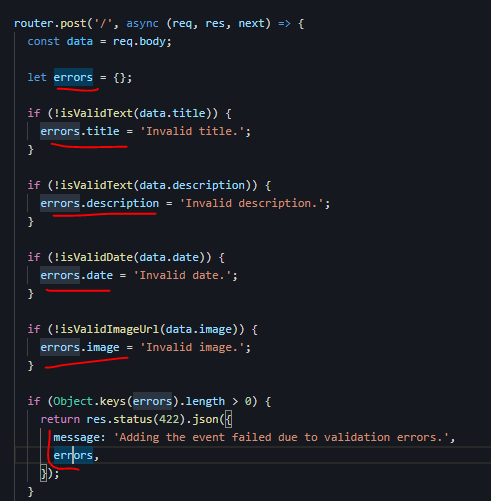 router.post('/', async (req, res, next) => {
const data = req.body;
let errors = {};
if (!isValidText(data.title)) {
errors.title = 'Invalid title.';
}
if (!isValidText(data.description)) {
errors.description = 'Invalid description.';
}
if (!isValidDate(data.date)) {
errors.date = 'Invalid date.';
}
if (!isValidImageUrl(data.image)) {
errors.image = 'Invalid image.';
}
if (Object.keys(errors).length > 0) {
return res.status(422).json({
message: 'Adding the event failed due to validation errors.',
errors,
});
}